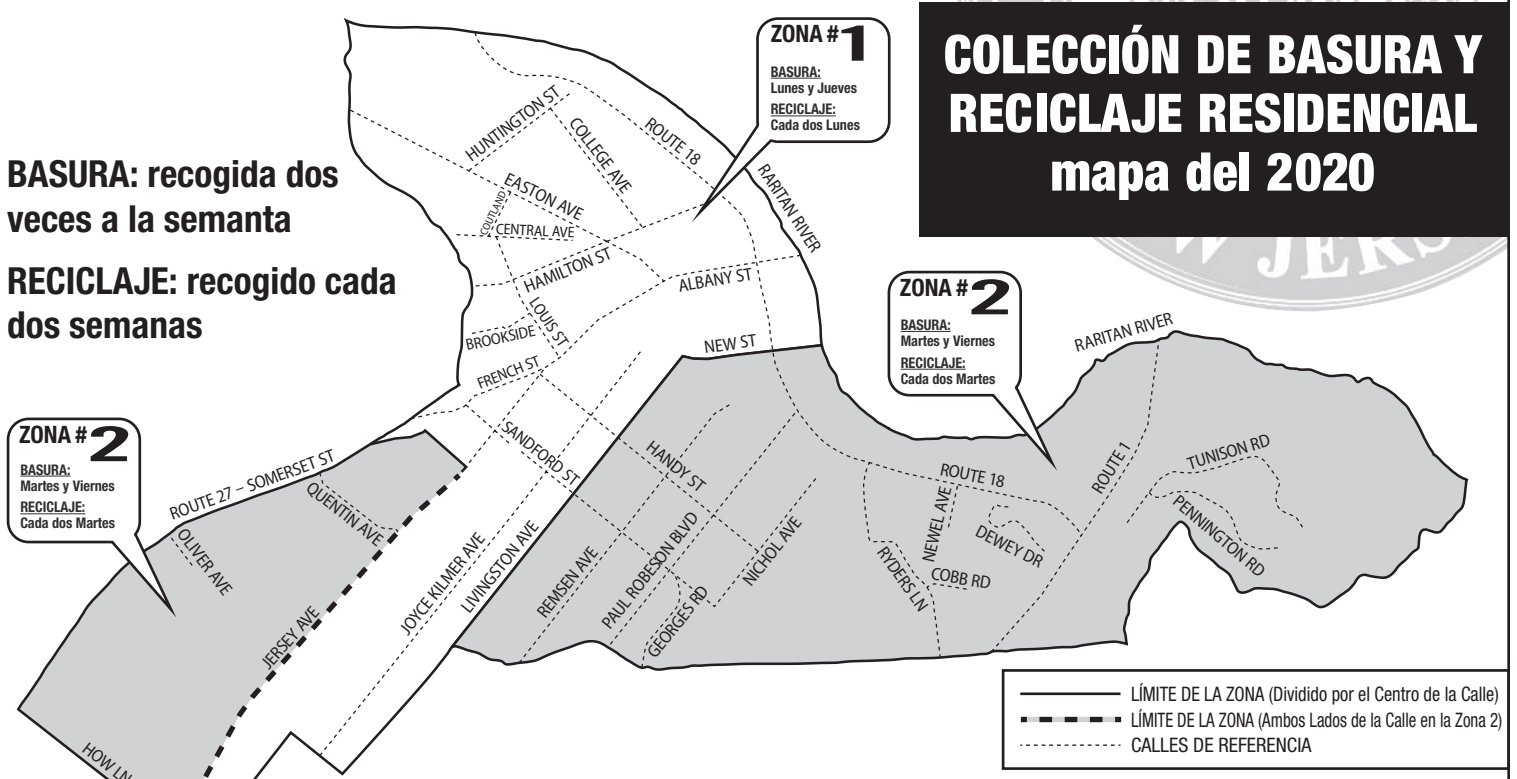 COLECCIÓN DE BASURA Y
RECICLAJE RESIDENCIAL
mapa del 2020
BASURA: recogida dos
veces a la semanta
RECICLAJE: recogido cada
dos semanas
ZONA #1
BASURA:
Lunes y Jueves
RECICLAJE:
Cada dos Lunes
ZONA #2
BASURA:
Martes y Viernes
RECICLAJE:
Cada dos Martes
ZONA #2
BASURA:
Martes y Viernes
RECICLAJE:
Cada dos Martes
HUNTINGTON ST
COLLEGE AVE
ROUTE 18
RARITAN RIVER
EASTON AVE
COUTLAND
CENTRAL AVE
HAMILTON ST
ALBANY ST
LOUIS ST
BROOKSIDE
NEW ST
FRENCH ST
SANDFORD ST
HANDY ST
ROUTE 27 – SOMERSET ST
QUENTIN AVE
OLIVER AVE
JERSEY AVE
JOYCE KILMER AVE
LIVINGSTON AVE
REMSEN AVE
PAUL ROBESON BLVD
NICHOL AVE
GEORGES RD
RYDERS LN
NEWEL AVE
COBB RD
DEWEY DR
ROUTE 18
ROUTE 1
RARITAN RIVER
TUNISON RD
PENNINGTON RD
HOW LN
W JERS
LÍMITE DE LA ZONA (Dividido por el Centro de la Calle)
LÍMITE DE LA ZONA (Ambos Lados de la Calle en la Zona 2)
CALLES DE REFERENCIA